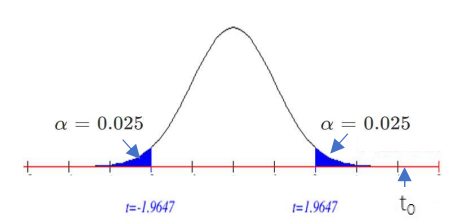 α = 0.025
α = 0.025
t=-1.9647
t=1.9647
t₀